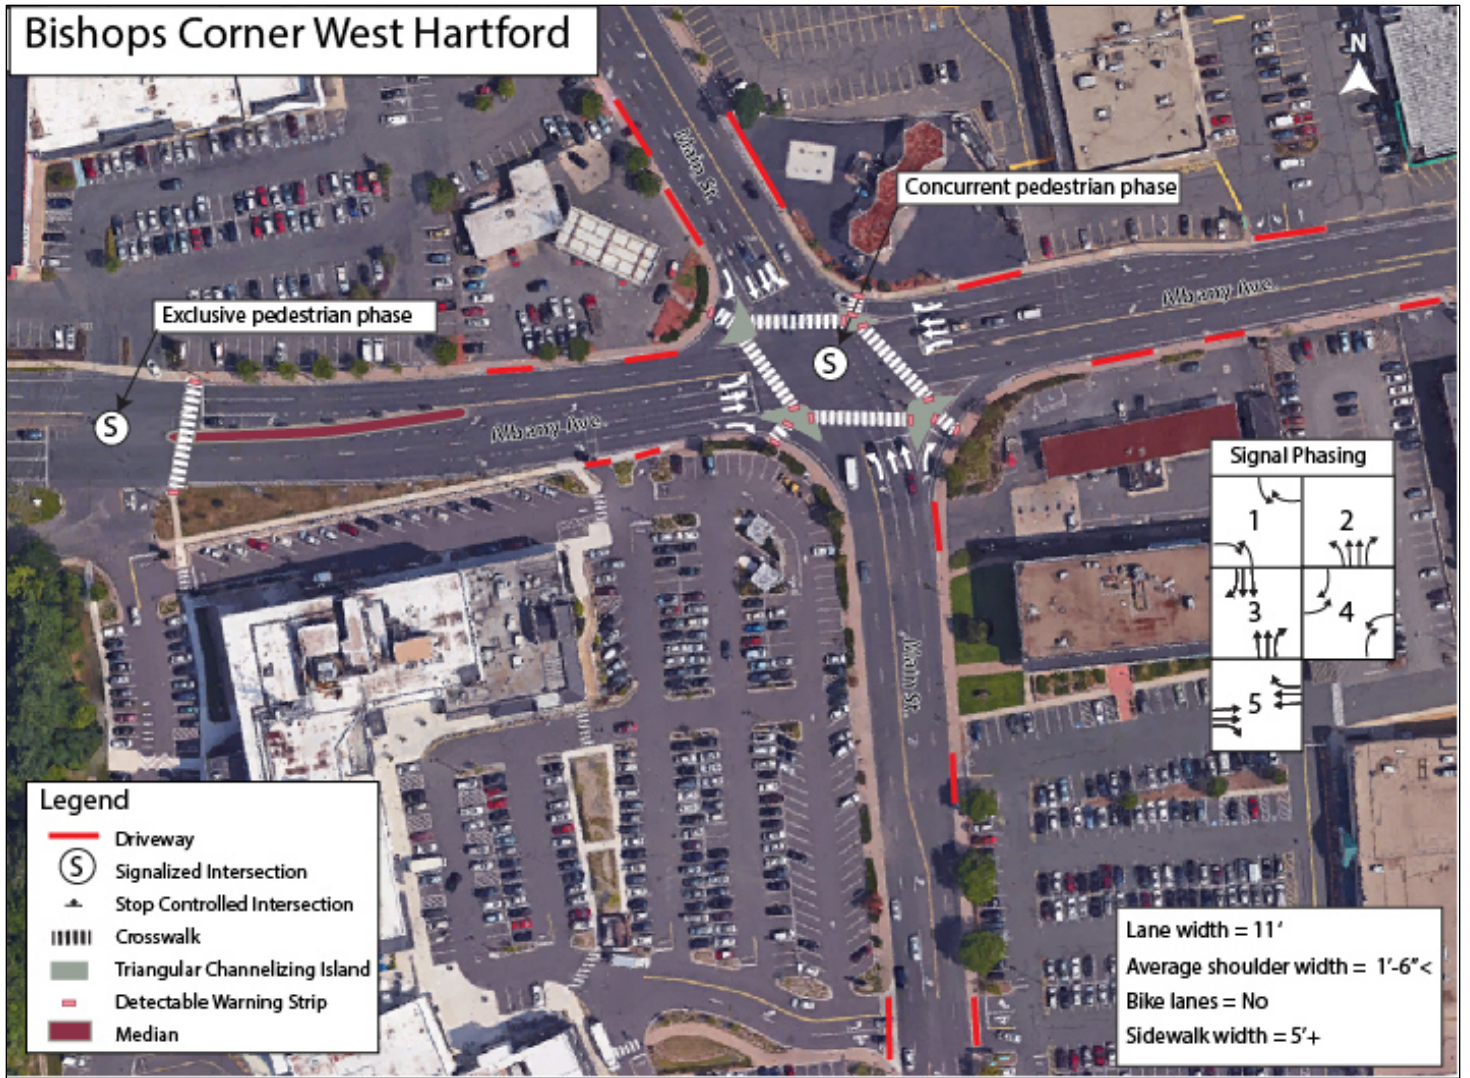 Bishops Corner West Hartford
N
Main St.
Concurrent pedestrian phase
Albany Ave.
Exclusive pedestrian phase
S
S
Albany Ave.
Signal Phasing
1
2
3
4
5
Main St.
Legend
Driveway
S
Signalized Intersection
Stop Controlled Intersection
Crosswalk
Triangular Channelizing Island
Detectable Warning Strip
Median
Lane width = 11'
Average shoulder width = 1'-6"<
Bike lanes = No
Sidewalk width = 5'+